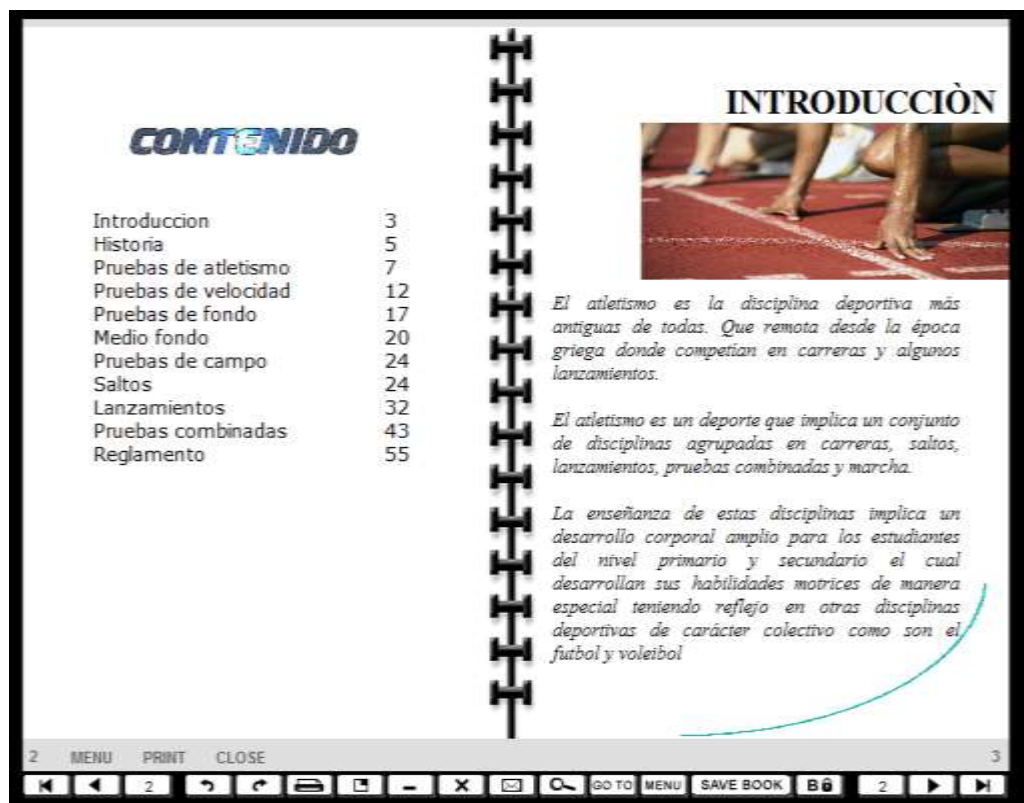 CONTENIDO
Introduccion 3
Historia 5
Pruebas de atletismo 7
Pruebas de velocidad 12
Pruebas de fondo 17
Medio fondo 20
Pruebas de campo 24
Saltos 24
Lanzamientos 32
Pruebas combinadas 43
Reglamento 55
INTRODUCCIÒN
El atletismo es la disciplina deportiva más
antiguas de todas. Que remota desde la época
griega donde competían en carreras y algunos
lanzamientos.
El atletismo es un deporte que implica un conjunto
de disciplinas agrupadas en carreras, saltos,
lanzamientos, pruebas combinadas y marcha.
La enseñanza de estas disciplinas implica un
desarrollo corporal amplio para los estudiantes
del nivel primario y secundario el cual
desarrollan sus habilidades motrices de manera
especial teniendo reflejo en otras disciplinas
deportivas de carácter colectivo como son el
futbol y voleibol
2 MENU PRINT CLOSE 3
2 GO TO MENU SAVE BOOK B 2